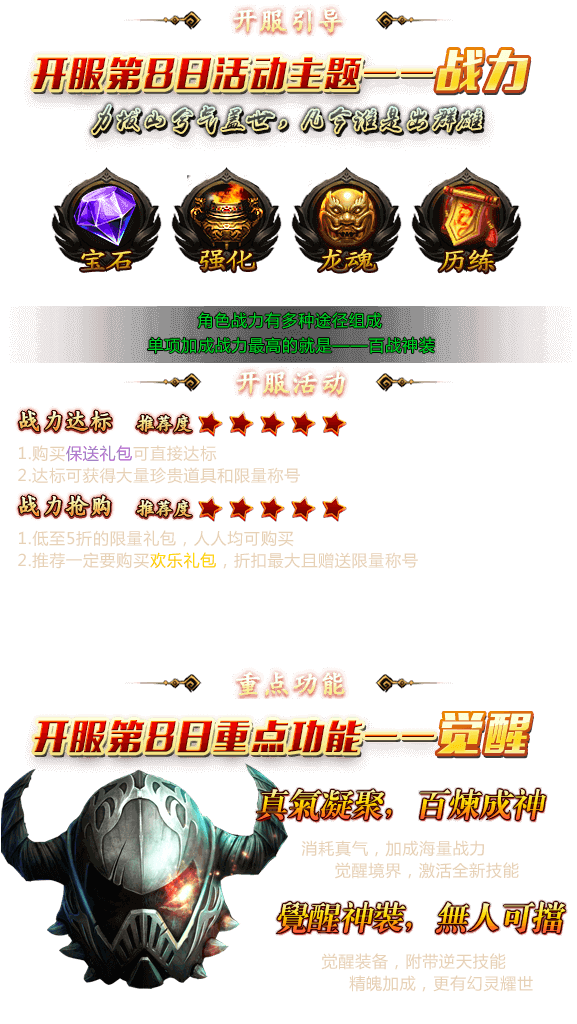 开服引导
开服第8日活动主题——战力
力拔山兮气盖世，几今谁是出群雄
宝石 强化 龙魂 历练
角色战力有多种途径组成
单项加成战力最高的就是——百战神装
开服活动
战力达标 推荐度
1.购买保送礼包可直接达标
2.达标可获得大量珍贵道具和限量称号
战力抢购 推荐度
1.低至5折的限量礼包，人人均可购买
2.推荐一定要购买欢乐礼包，折扣最大且赠送限量称号
重点功能
开服第8日重点功能——觉醒
真氣凝聚，百煉成神
消耗真气，加成海量战力
觉醒境界，激活全新技能
覺醒神裝，無人可擋
觉醒装备，附带逆天技能
精魄加成，更有幻灵耀世